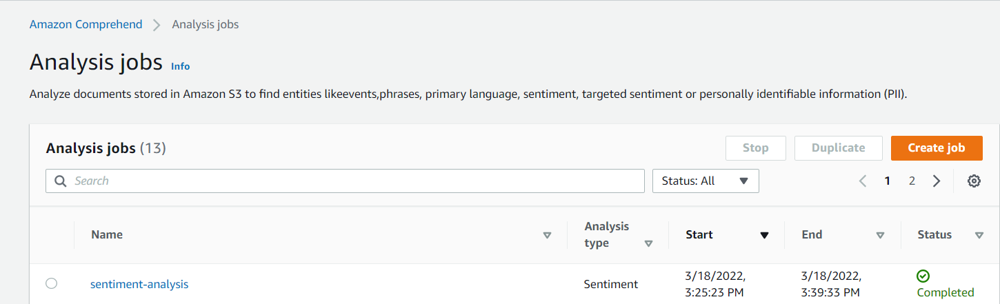 Amazon Comprehend > Analysis jobs
Analysis jobs Info
Analyze documents stored in Amazon S3 to find entities likeevents,phrases, primary language, sentiment, targeted sentiment or personally identifiable information (PII).
Analysis jobs (13) Stop Duplicate Create job
Search Status: All 1 2
Name Analysis type Start End Status
sentiment-analysis Sentiment 3/18/2022, 3:25:23 PM 3/18/2022, 3:39:33 PM Completed